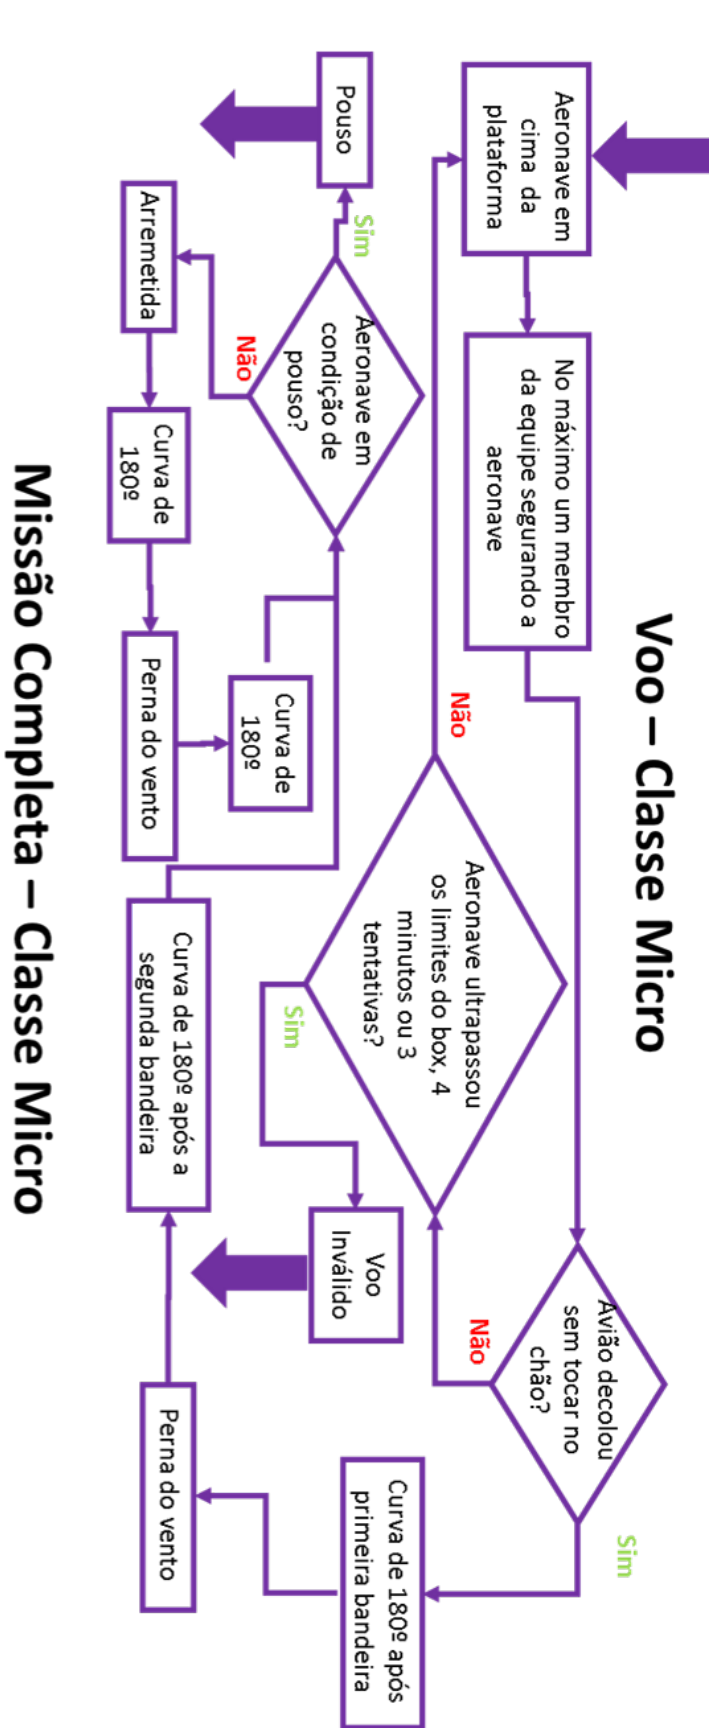 Voo – Classe Micro
Aeronave em
cima da
plataforma
No máximo um membro
da equipe segurando a
aeronave
Avião decolou
sem tocar no
chão?
Sim
Não
Aeronave ultrapassou
os limites do box, 4
minutos ou 3
tentativas?
Não
Sim
Voo
Inválido
Curva de 180º após
primeira bandeira
Perna do vento
Curva de 180º após a
segunda bandeira
Aeronave em
condição de
pouso?
Sim
Pouso
Não
Arremetida
Curva de
180º
Perna do vento
Curva de
180º
Missão Completa – Classe Micro